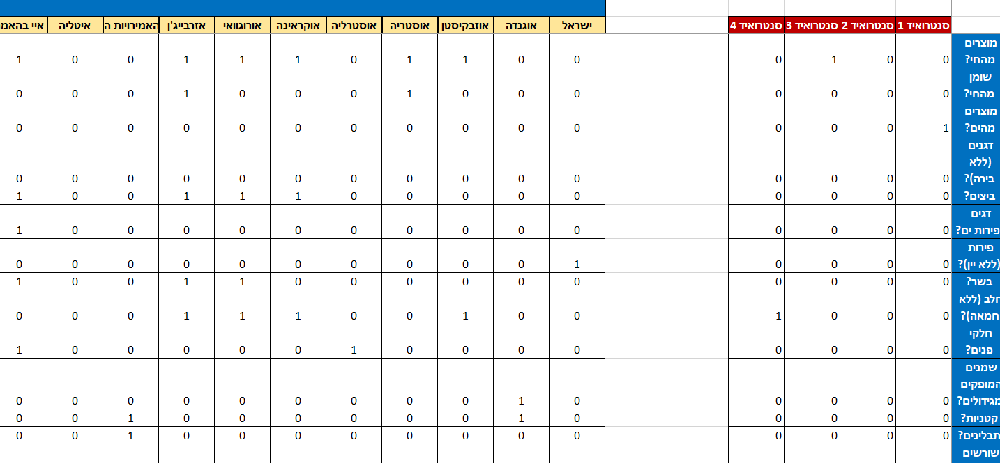 סנטרואיד 1 סנטרואיד 2 סנטרואיד 3 סנטרואיד 4 ישראל אוגנדה אוזבקיסטן אוסטריה אוסטרליה אוקראינה אורוגוואי אזרבייג'ן האמירויות ה איטליה איי בהאמ
מוצרים
מהחי? 0 0 1 0 0 0 1 1 0 1 1 1 0 0 1
שומן
מהחי? 0 0 0 0 0 0 0 1 0 0 0 1 0 0 0
מוצרים
מהים? 1 0 0 0 0 0 0 0 0 0 0 0 0 0 0
דגנים
(ללא
בירה)? 0 0 0 0 0 0 0 0 0 0 0 0 0 0 0
ביצים? 0 0 0 0 0 0 0 0 0 1 1 1 0 0 1
דגים
פירות ים? 0 0 0 0 0 0 0 0 0 0 0 0 0 0 1
פירות
(ללא יין)? 0 0 0 0 1 0 0 0 0 0 0 0 0 0 0
בשר? 0 0 0 0 0 0 0 0 0 0 1 1 0 0 1
חלב (ללא
חמאה)? 0 0 0 1 0 0 1 0 0 1 1 1 0 0 0
חלקי
פנים? 0 0 0 0 0 0 0 0 1 0 0 0 0 0 1
שמנים
המופקים
מגידולים? 0 0 0 0 0 1 0 0 0 0 0 0 0 0 0
קטניות? 0 0 0 0 0 1 0 0 0 0 0 0 1 0 0
תבלינים? 0 0 0 0 0 0 0 0 0 0 0 0 1 0 0
שורשים